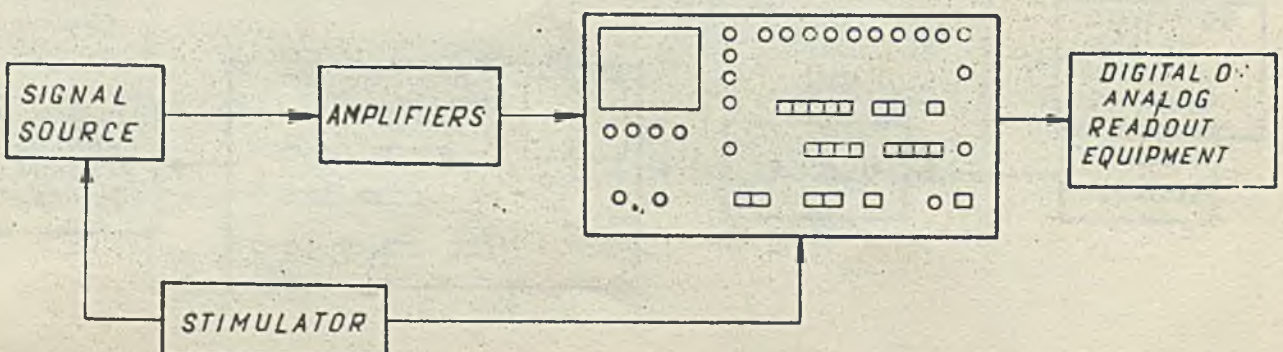 SIGNAL
SOURCE
AMPLIFIERS
DIGITAL
ANALOG
READOUT
EQUIPMENT
STIMULATOR